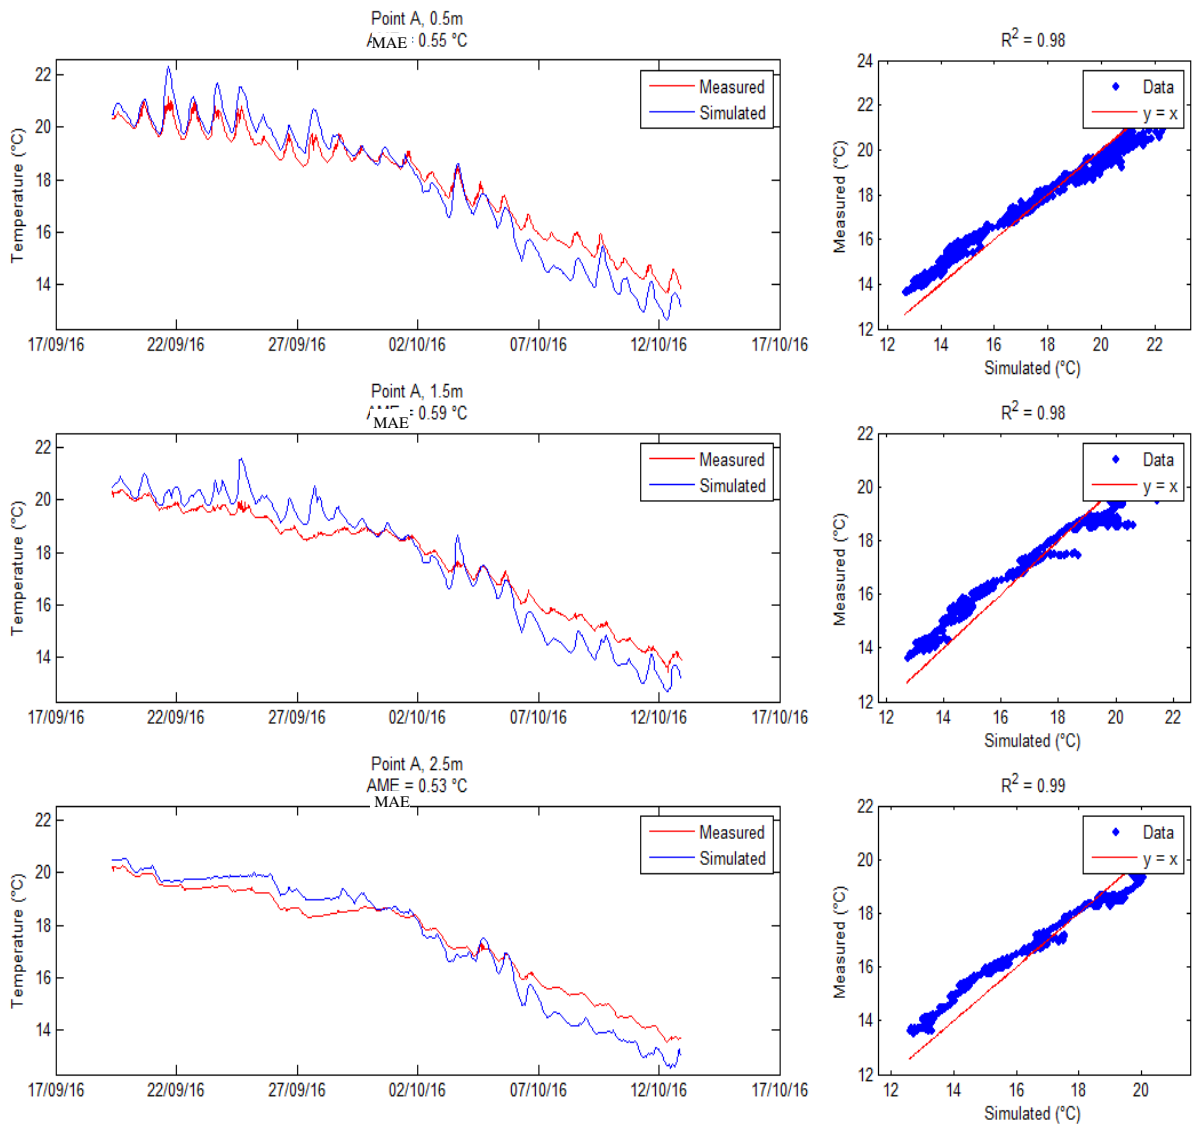 Point A, 0.5m
MAE = 0.55 °C
R² = 0.98
Temperature (°C)
22
20
18
16
14
Measured
Simulated
17/09/16 22/09/16 27/09/16 02/10/16 07/10/16 12/10/16 17/10/16
Measured (°C)
24
22
20
18
16
14
12
Data
y = x
14 16 18 20 22
Simulated (°C)
Point A, 1.5m
MAE = 0.59 °C
R² = 0.98
Temperature (°C)
22
20
18
16
14
Measured
Simulated
17/09/16 22/09/16 27/09/16 02/10/16 07/10/16 12/10/16 17/10/16
Measured (°C)
22
20
18
16
14
12
Data
y = x
12 14 16 18 20 22
Simulated (°C)
Point A, 2.5m
AME = 0.53 °C
MAE
R² = 0.99
Temperature (°C)
22
20
18
16
14
Measured
Simulated
17/09/16 22/09/16 27/09/16 02/10/16 07/10/16 12/10/16 17/10/16
Measured (°C)
22
20
18
16
14
12
Data
y = x
12 14 16 18 20
Simulated (°C)